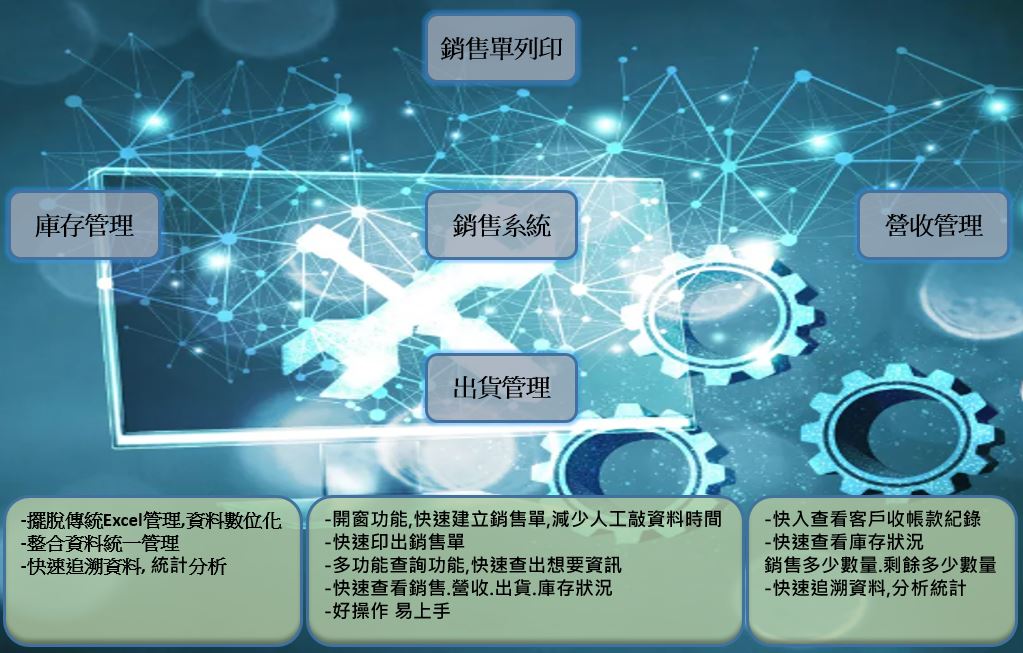 銷售單列印
庫存管理
銷售系統
營收管理
出貨管理
-擺脫傳統Excel管理,資料數位化
-整合資料統一管理
-快速追溯資料, 統計分析
-開窗功能,快速建立銷售單,減少人工敲資料時間
-快速印出銷售單
-多功能查詢功能,快速查出想要資訊
-快速查看銷售.營收.出貨.庫存狀況
-好操作 易上手
-快入查看客戶收帳款紀錄
-快速查看庫存狀況
銷售多少數量.剩餘多少數量
-快速追溯資料,分析統計